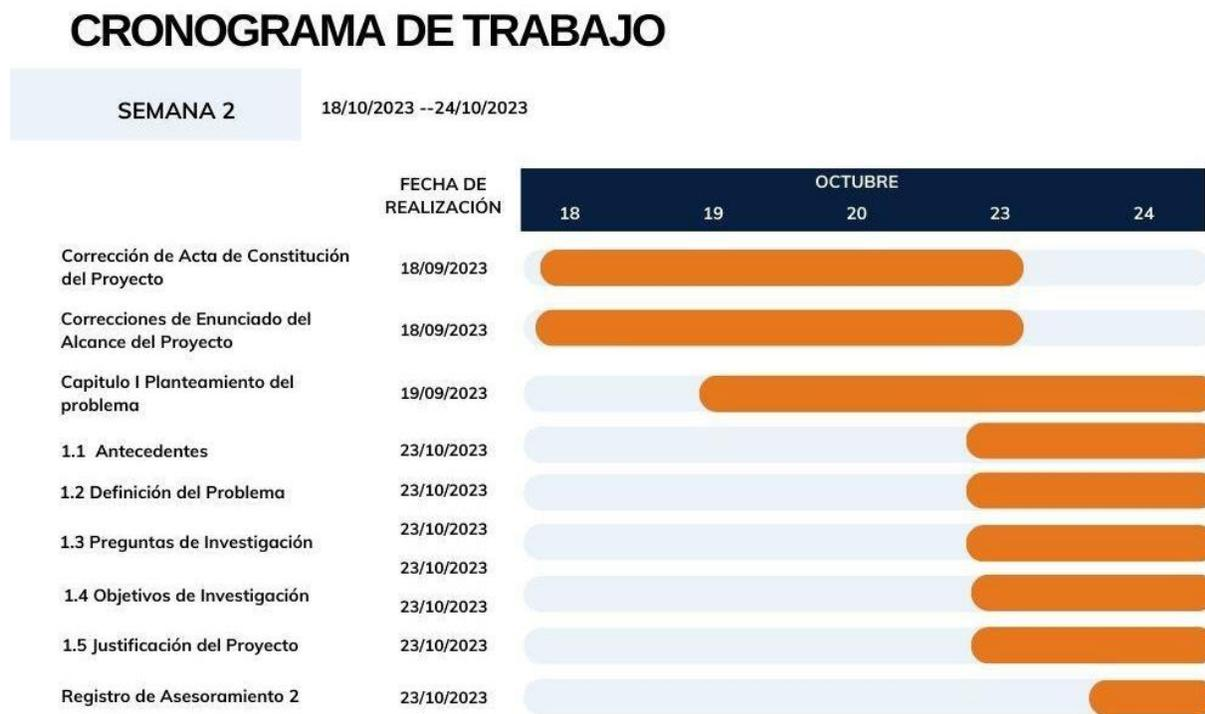 CRONOGRAMA DE TRABAJO
SEMANA 2
18/10/2023 --24/10/2023
FECHA DE
REALIZACIÓN
OCTUBRE
18 19 20 23 24
Corrección de Acta de Constitución
del Proyecto
18/09/2023
Correcciones de Enunciado del
Alcance del Proyecto
18/09/2023
Capitulo I Planteamiento del
problema
19/09/2023
1.1 Antecedentes
23/10/2023
1.2 Definición del Problema
23/10/2023
23/10/2023
1.3 Preguntas de Investigación
23/10/2023
1.4 Objetivos de Investigación
23/10/2023
1.5 Justificación del Proyecto
23/10/2023
Registro de Asesoramiento 2
23/10/2023